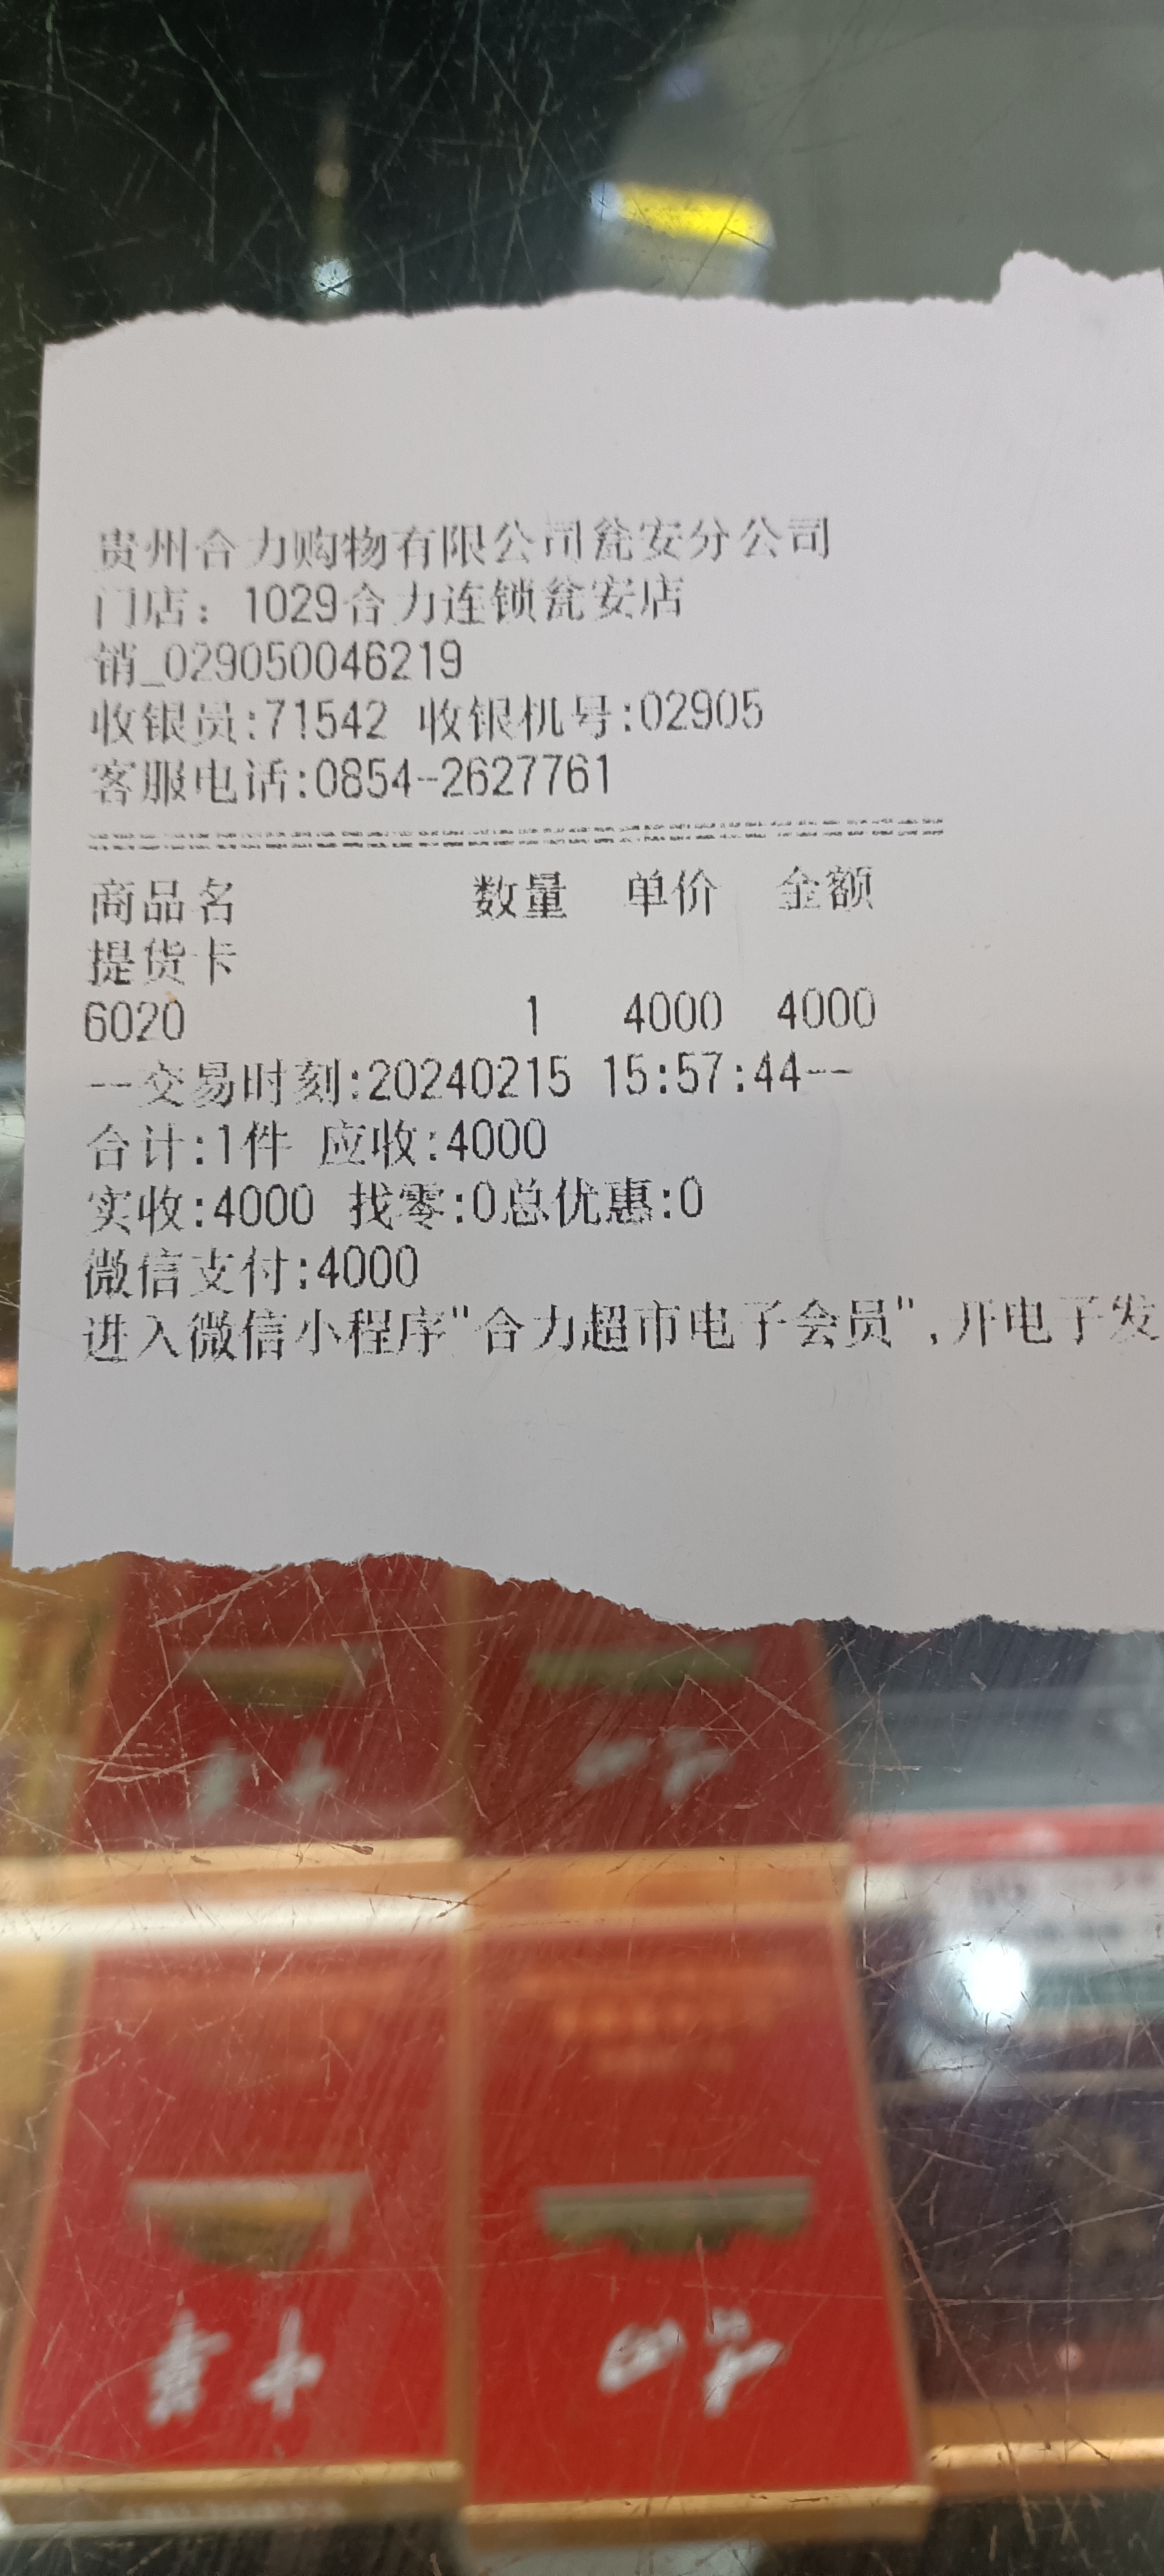 贵州合力购物有限公司瓮安分公司
门店：1029合力连锁瓮安店
销_029050046219
收银员:71542 收银机号:02905
客服电话:0854-2627761
商品名 数量 单价 金额
提货卡
6020 1 4000 4000
--交易时刻:20240215 15:57:44--
合计:1件 应收:4000
实收:4000 找零:0总优惠:0
微信支付:4000
进入微信小程序"合力超市电子会员",开电子发